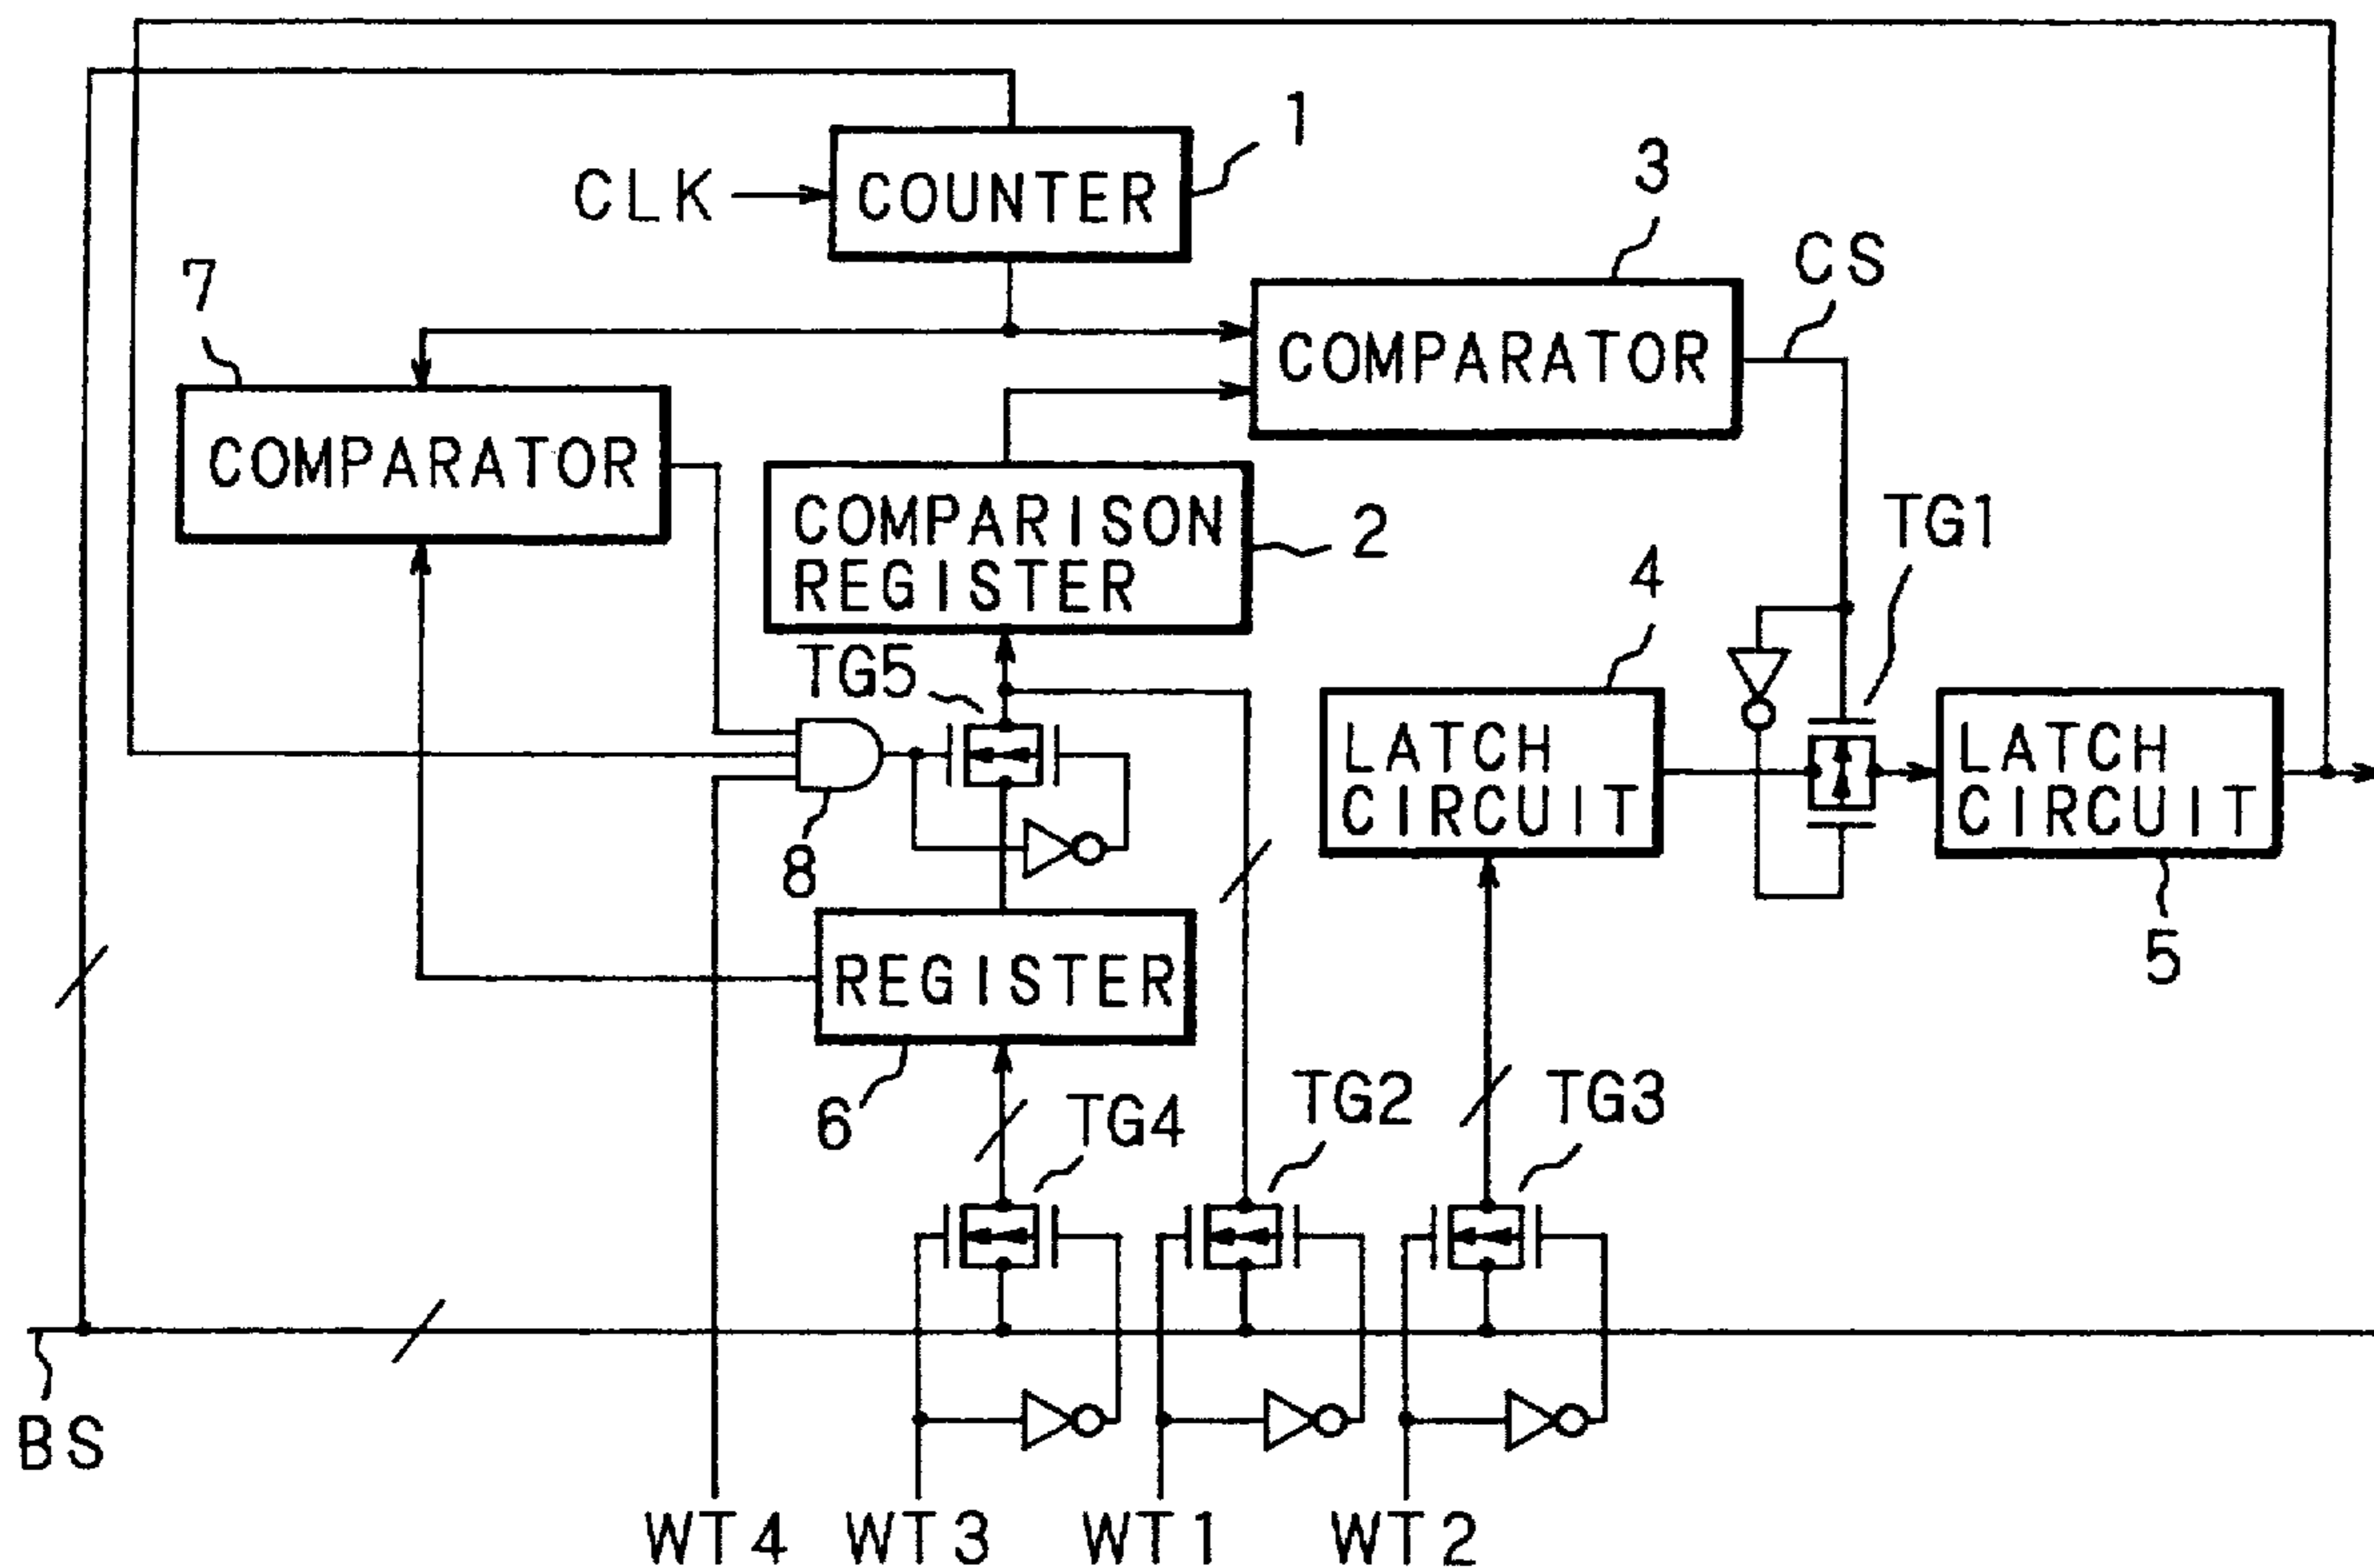 1
CLK
COUNTER
3
CS
7
COMPARATOR
COMPARATOR
COMPARISON
REGISTER
2
TG1
4
TG5
LATCH
CIRCUIT
LATCH
CIRCUIT
8
5
REGISTER
6
TG4
TG2
TG3
BS
WT4
WT3
WT1
WT2